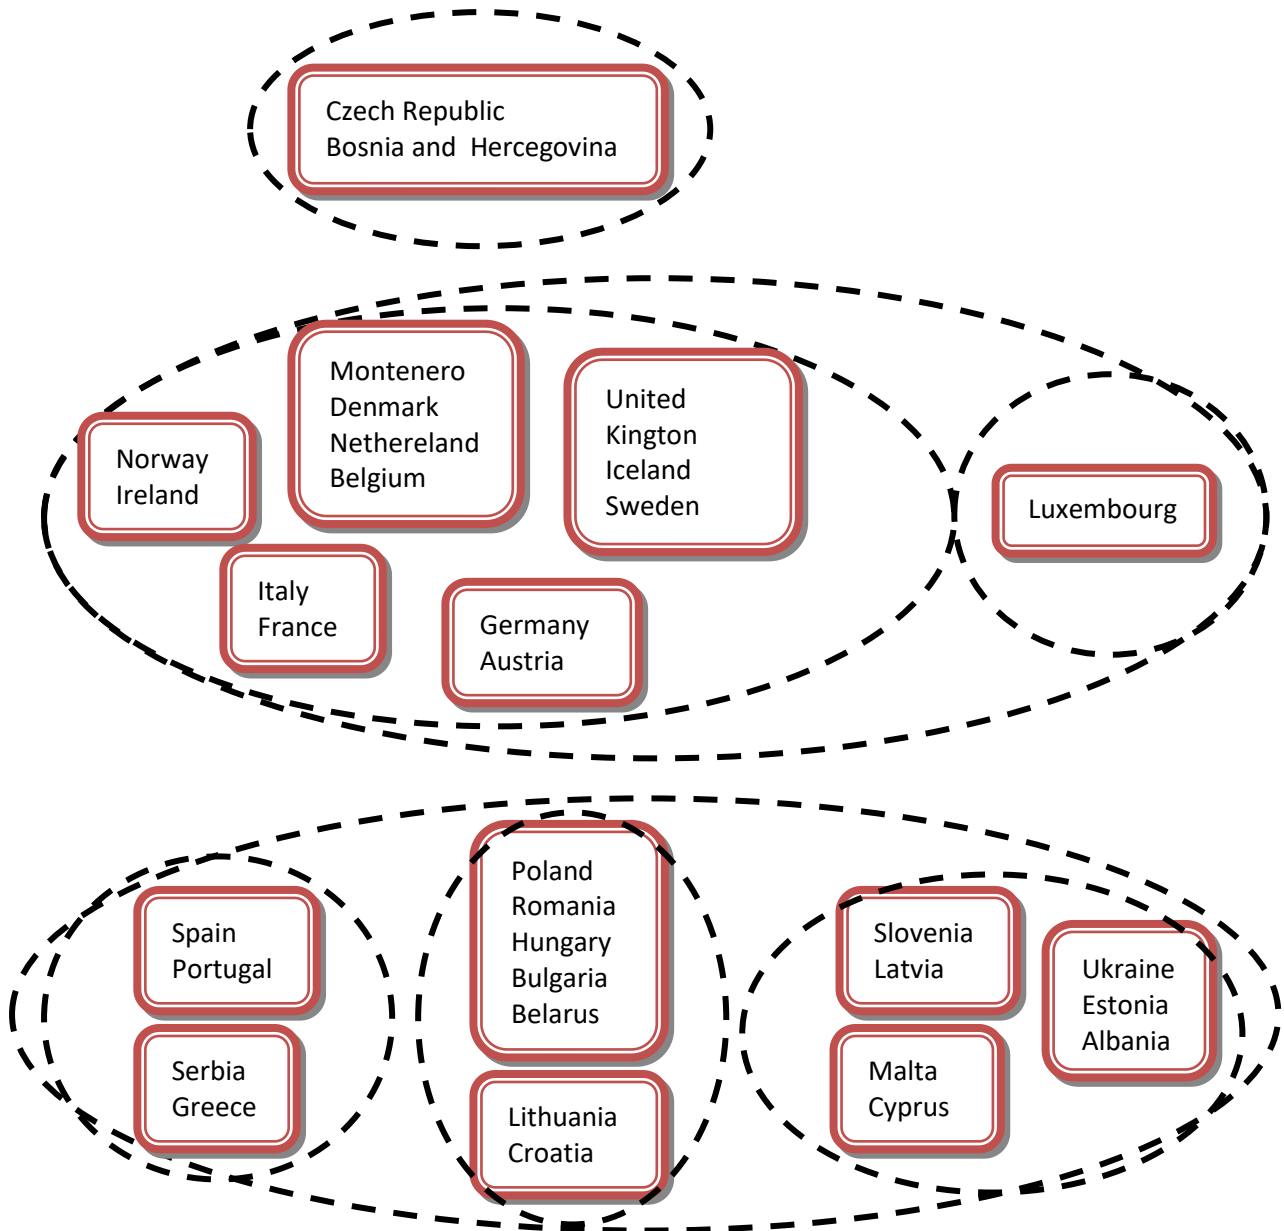 Czech Republic
Bosnia and  Hercegovina
Montenero
Denmark
Nethereland
Belgium
United
Kington
Iceland
Sweden
Norway
Ireland
Luxembourg
Italy
France
Germany
Austria
Spain
Portugal
Serbia
Greece
Poland
Romania
Hungary
Bulgaria
Belarus
Lithuania
Croatia
Slovenia
Latvia
Malta
Cyprus
Ukraine
Estonia
Albania